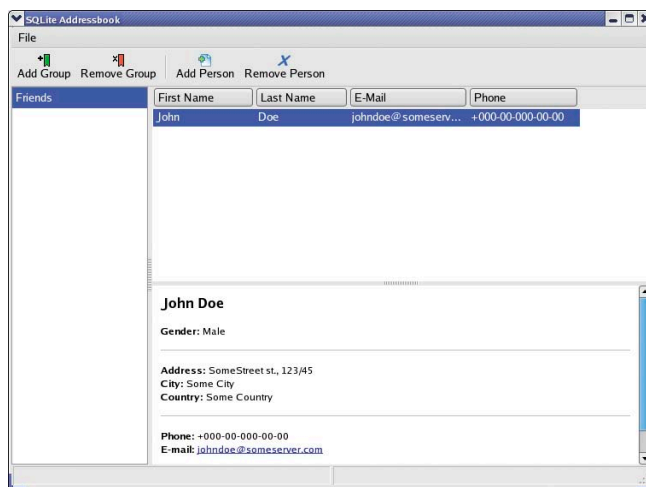 SQLite Addressbook
File
Add Group Remove Group Add Person Remove Person
Friends
First Name Last Name E-Mail Phone
John Doe johndoe@someserv... +000-00-000-00-00
John Doe
Gender: Male
Address: SomeStreet st., 123/45
City: Some City
Country: Some Country
Phone: +000-00-000-00-00
E-mail: johndoe@someserver.com